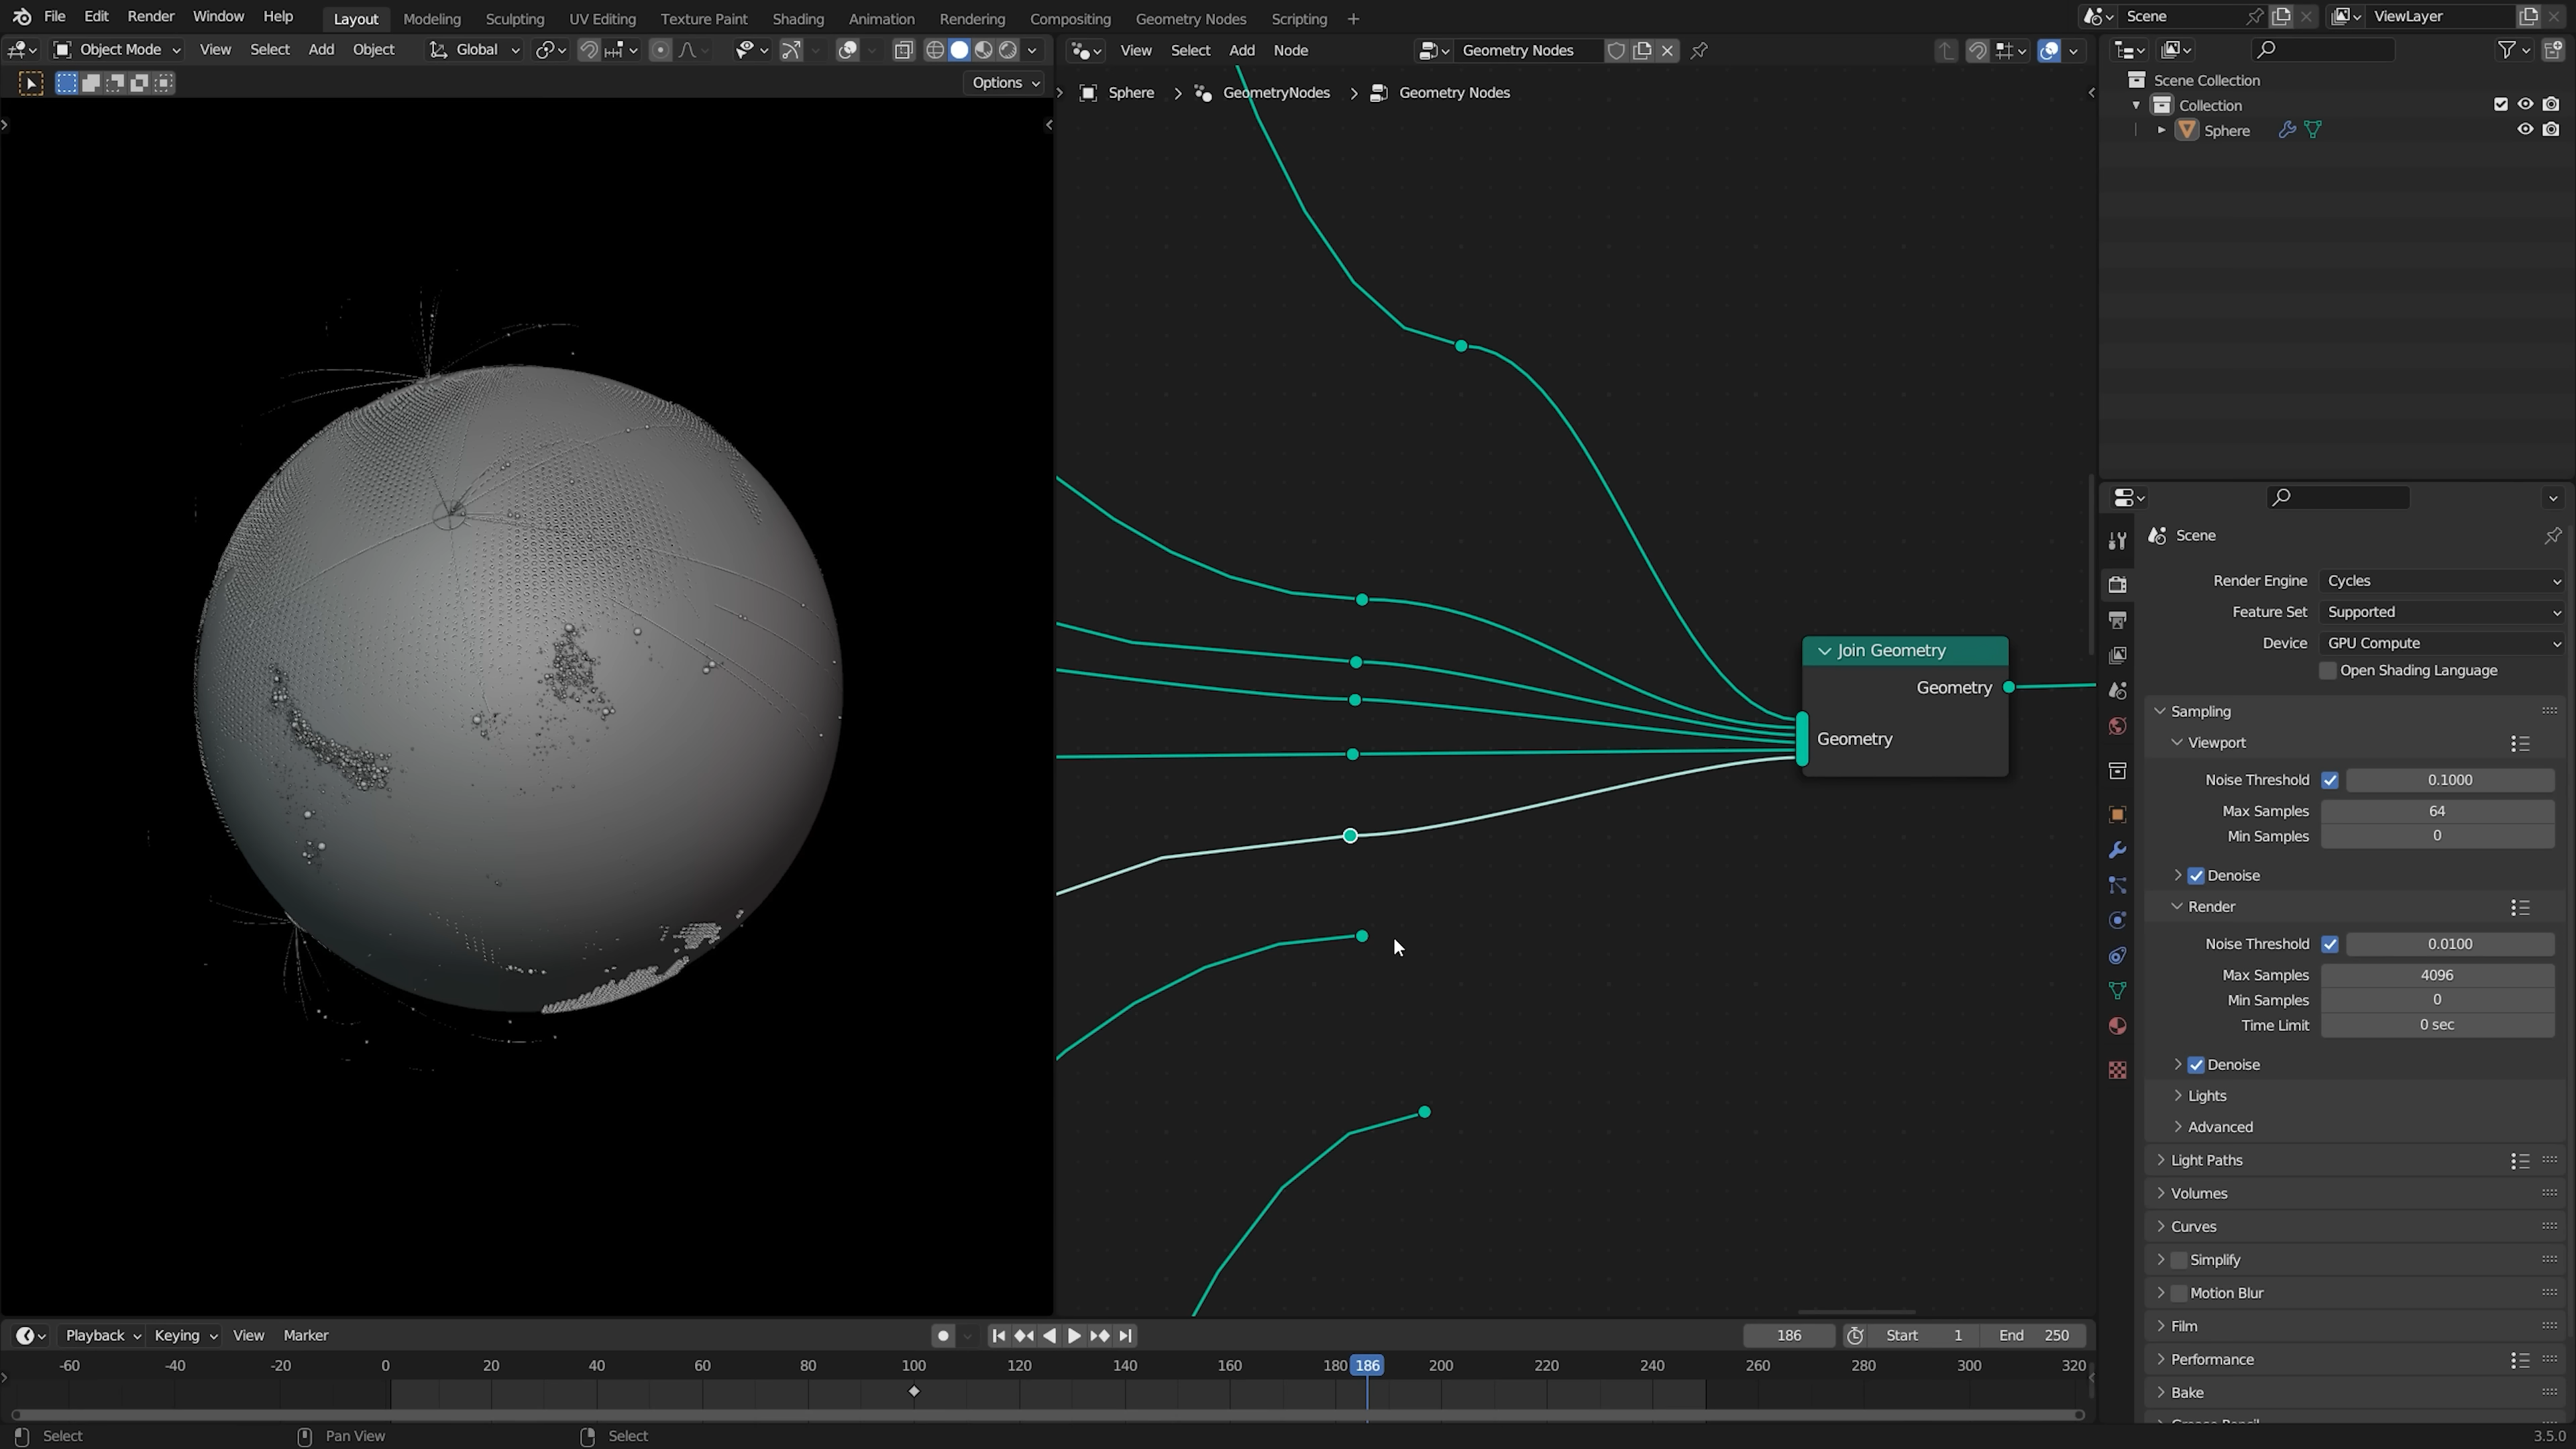 File Edit Render Window Help Layout Modeling Sculpting UV Editing Texture Paint Shading Animation Rendering Compositing Geometry Nodes Scripting + Scene ViewLayer
Object Mode View Select Add Object Global View Select Add Node Geometry Nodes
Options
Sphere > GeometryNodes > Geometry Nodes
Scene Collection
Collection
Sphere
Join Geometry
Geometry
Geometry
Scene
Render Engine Cycles
Feature Set Supported
Device GPU Compute
Open Shading Language
Sampling
Viewport
Noise Threshold 0.1000
Max Samples 64
Min Samples 0
Denoise
Render
Noise Threshold 0.0100
Max Samples 4096
Min Samples 0
Time Limit 0 sec
Denoise
Lights
Advanced
Light Paths
Volumes
Curves
Simplify
Motion Blur
Film
Performance
Bake
Playback Keying View Marker 186 Start 1 End 250
-60 -40 -20 0 20 40 60 80 100 120 140 160 180 186 200 220 240 260 280 300 320
Select Pan View Select 3.5.0